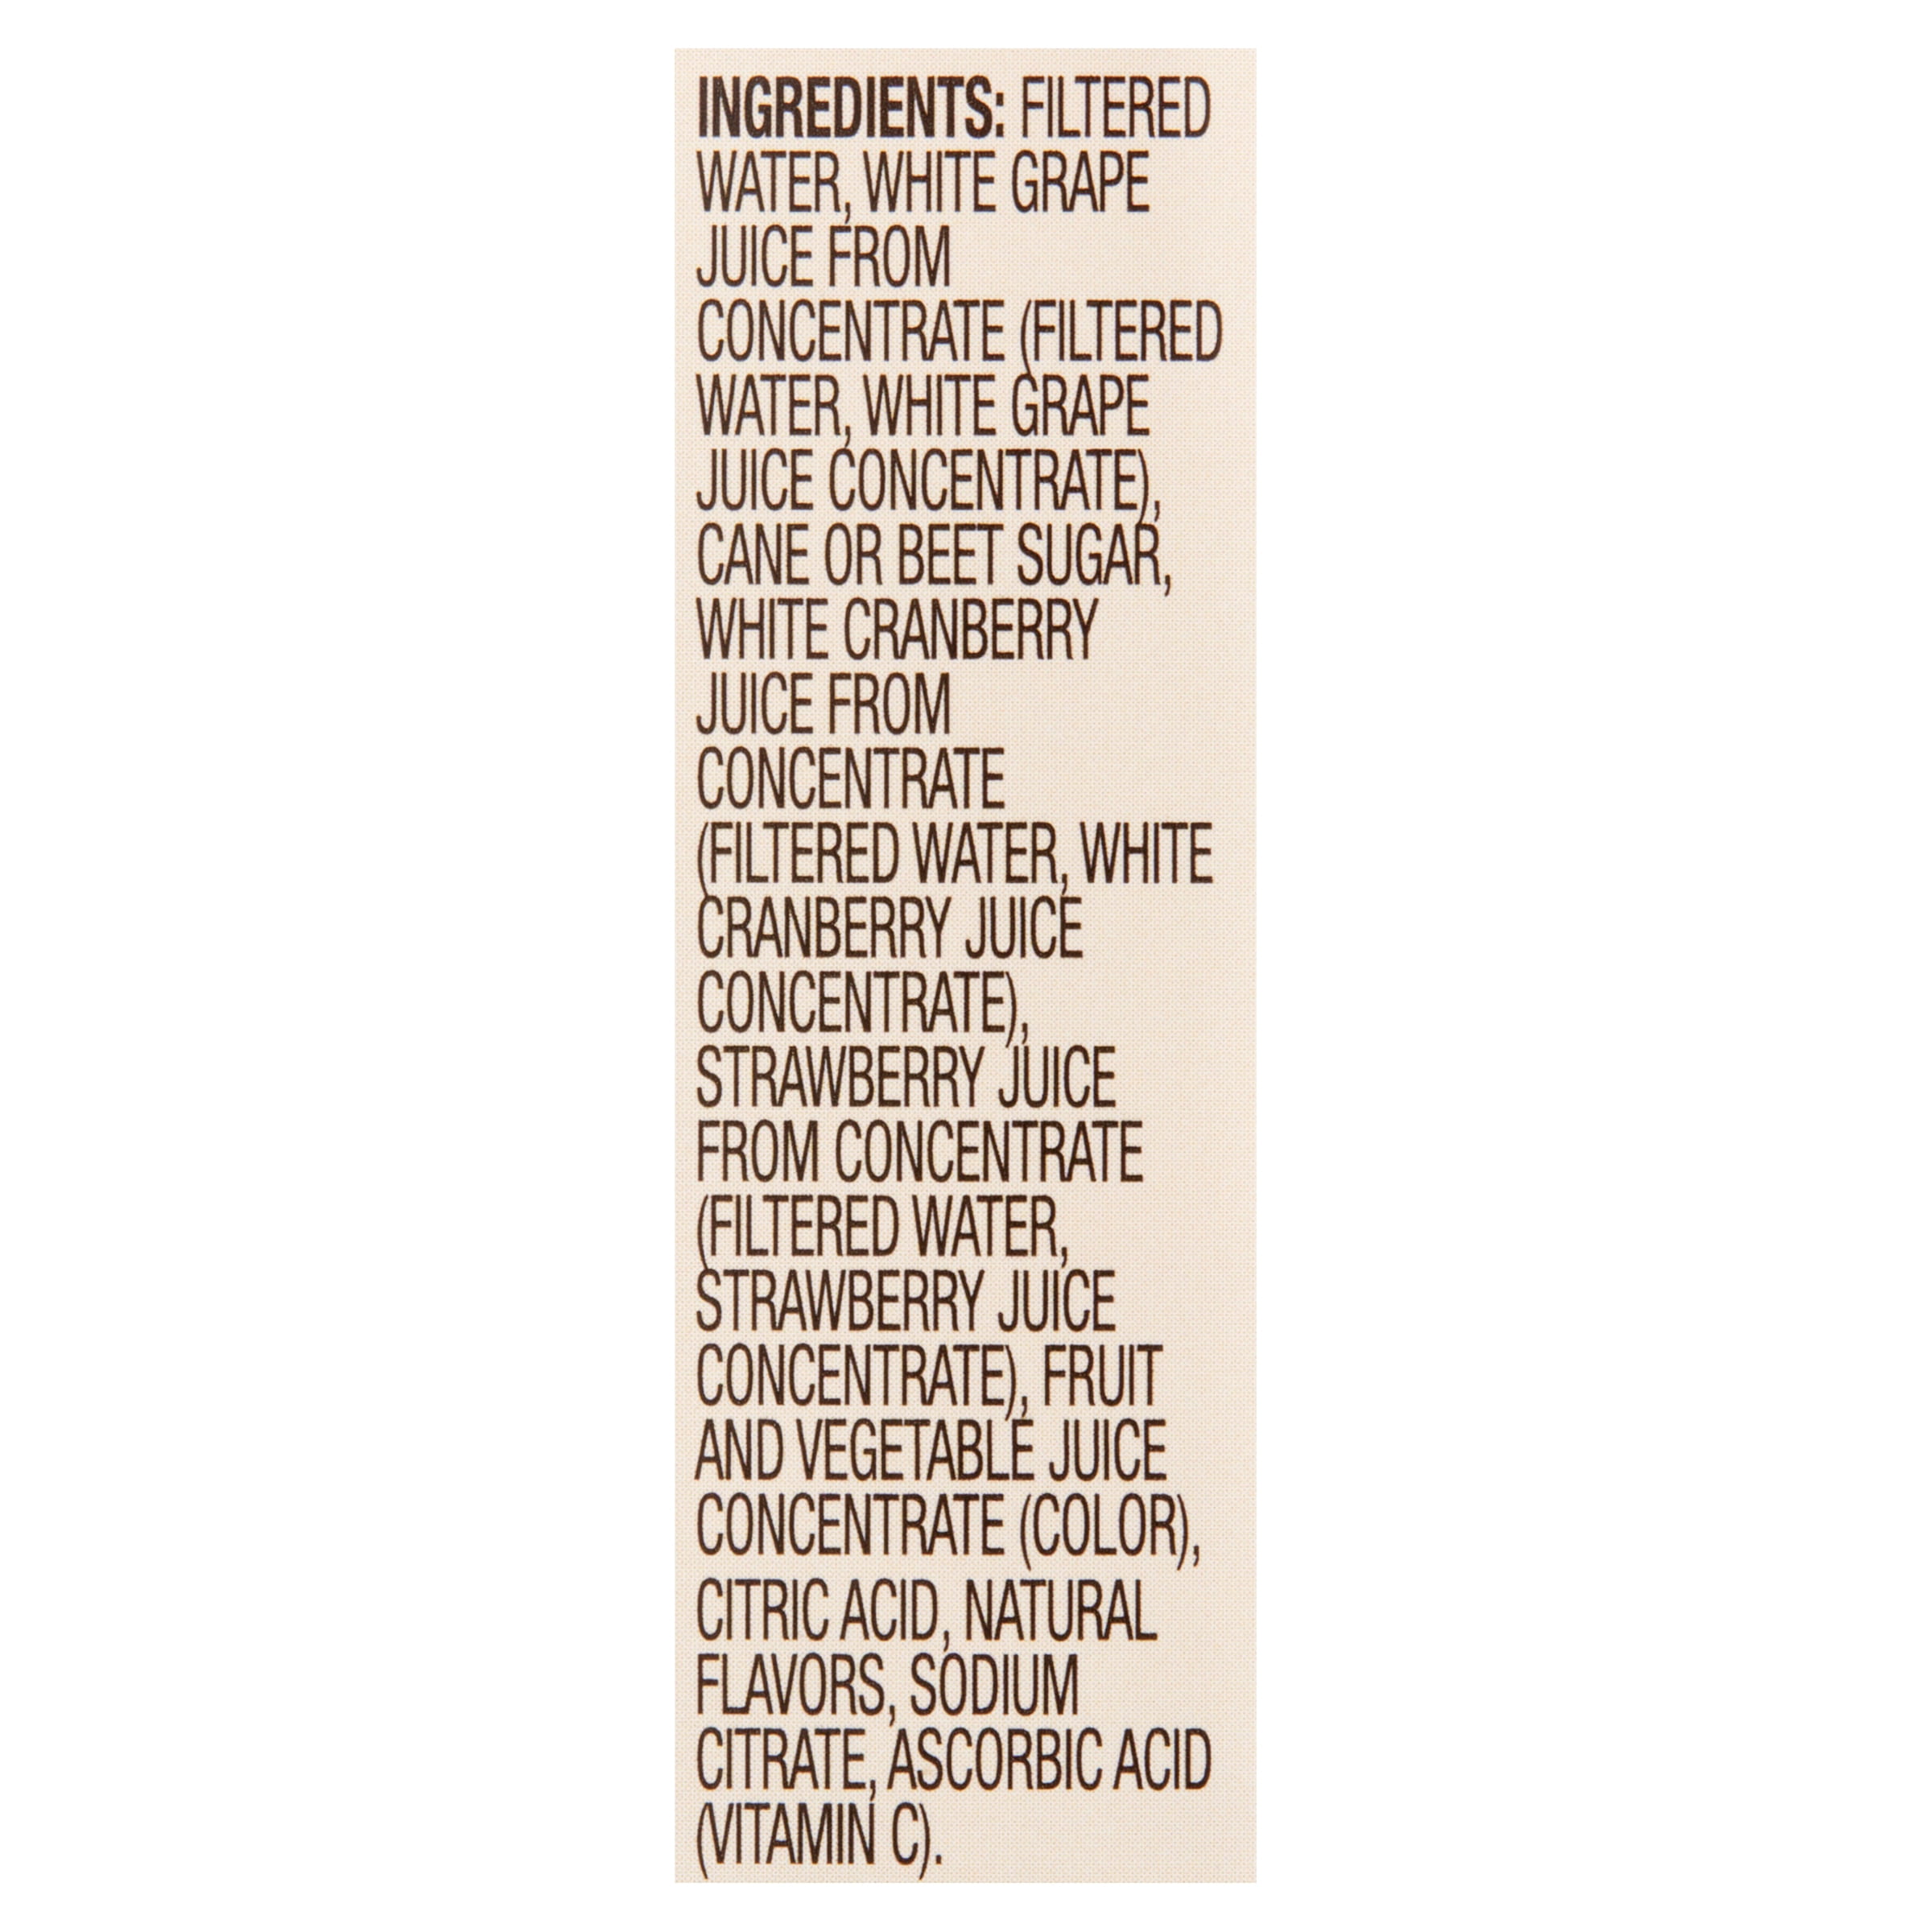 INGREDIENTS: FILTERED
WATER, WHITE GRAPE
JUICE FROM
CONCENTRATE (FILTERED
WATER, WHITE GRAPE
JUICE CONCENTRATE),
CANE OR BEET SUGAR,
WHITE CRANBERRY
JUICE FROM
CONCENTRATE
(FILTERED WATER, WHITE
CRANBERRY JUICE
CONCENTRATE),
STRAWBERRY JUICE
FROM CONCENTRATE
(FILTERED WATER,
STRAWBERRY JUICE
CONCENTRATE), FRUIT
AND VEGETABLE JUICE
CONCENTRATE (COLOR),
CITRIC ACID, NATURAL
FLAVORS, SODIUM
CITRATE, ASCORBIC ACID
(VITAMIN C).